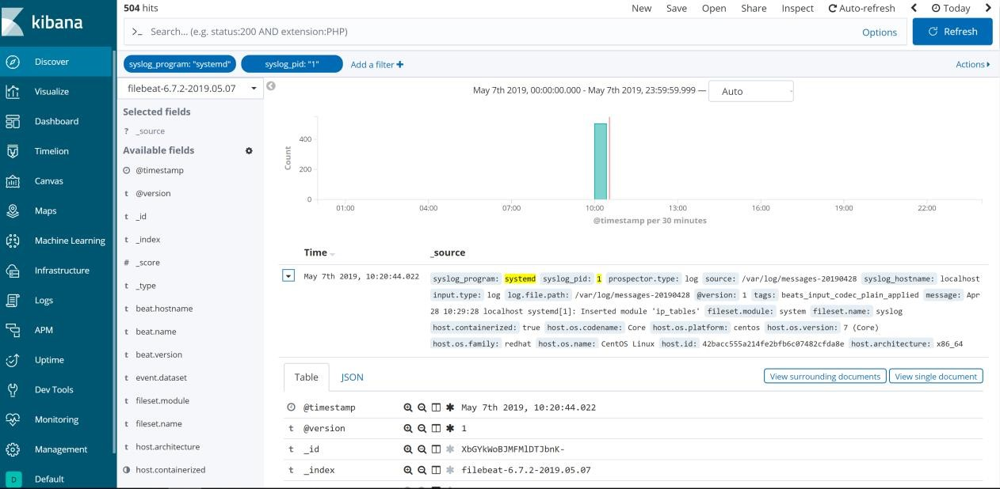 kibana
Discover
Visualize
Dashboard
Timelion
Canvas
Maps
Machine Learning
Infrastructure
Logs
APM
Uptime
Dev Tools
Monitoring
Management
D Default
504 hits
New Save Open Share Inspect Auto-refresh Today
>_ Search... (e.g. status:200 AND extension:PHP) Options Refresh
syslog_program: "systemd" syslog_pid: "1" Add a filter + Actions
filebeat-6.7.2-2019.05.07
Selected fields
? _source
Available fields
@timestamp
t @version
t _id
t _index
# _score
t _type
t beat.hostname
t beat.name
t beat.version
t event.dataset
t fileset.module
t fileset.name
t host.architecture
host.containerized
May 7th 2019, 00:00:00.000 - May 7th 2019, 23:59:59.999 — Auto
Count
400
200
0
01:00 04:00 07:00 10:00 13:00 16:00 19:00 22:00
@timestamp per 30 minutes
Time _source
May 7th 2019, 10:20:44.022
syslog_program: systemd syslog_pid: 1 prospector.type: log source: /var/log/messages-20190428 syslog_hostname: localhost
input.type: log log.file.path: /var/log/messages-20190428 @version: 1 tags: beats_input_codec_plain_applied message: Apr
28 10:29:28 localhost systemd[1]: Inserted module 'ip_tables' fileset.module: system fileset.name: syslog
host.containerized: true host.os.codename: Core host.os.platform: centos host.os.version: 7 (Core)
host.os.family: redhat host.os.name: CentOS Linux host.id: 42bacc555a214fe2bfb6c07482cfda8e host.architecture: x86_64
Table JSON View surrounding documents View single document
@timestamp May 7th 2019, 10:20:44.022
t @version 1
t _id XbGYkWoBJMFMlDTJbnK-
t _index filebeat-6.7.2-2019.05.07